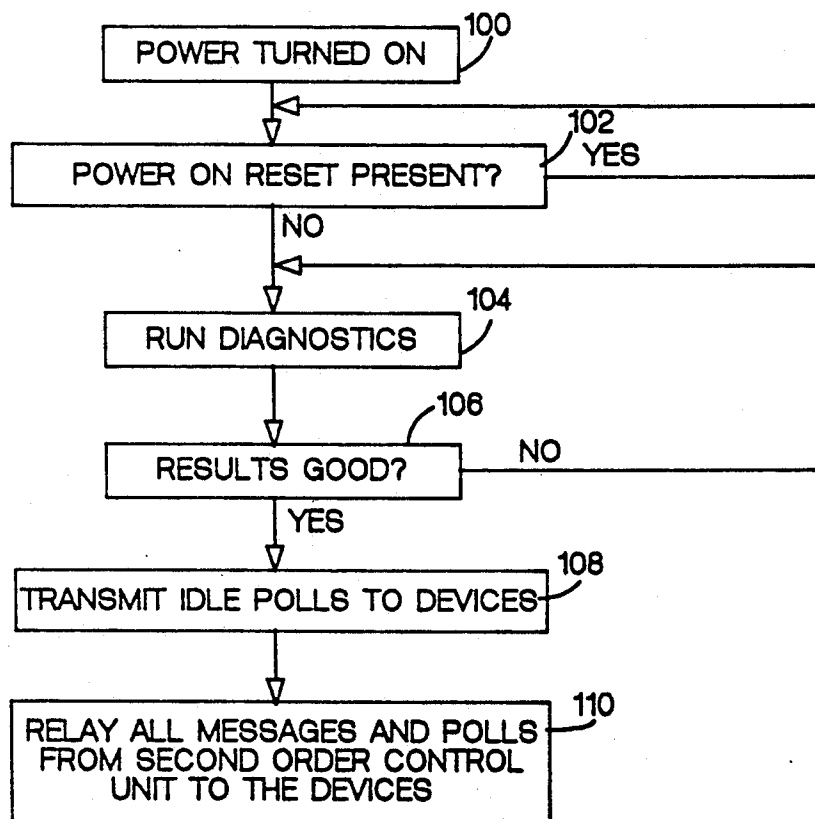 100
POWER TURNED ON
102
POWER ON RESET PRESENT?
YES
NO
104
RUN DIAGNOSTICS
106
RESULTS GOOD?
NO
YES
108
TRANSMIT IDLE POLLS TO DEVICES
110
RELAY ALL MESSAGES AND POLLS
FROM SECOND ORDER CONTROL
UNIT TO THE DEVICES